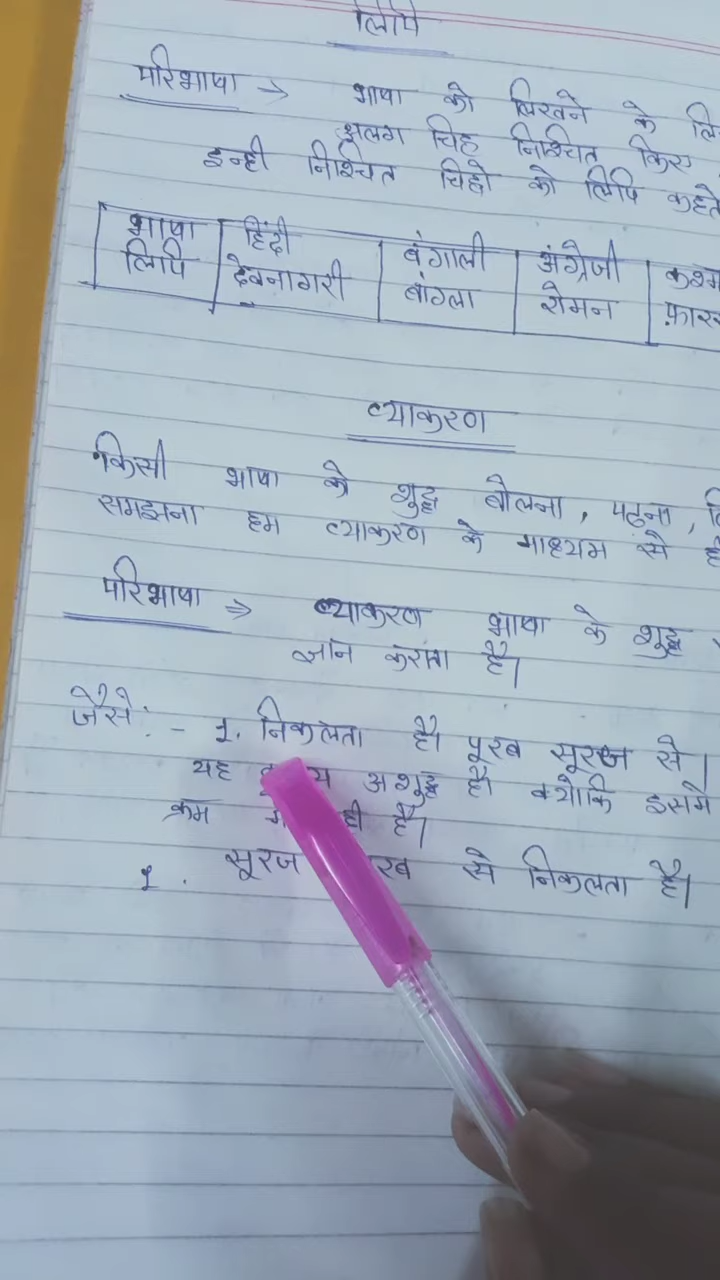 लिपि
परिभाषा → भाषा को लिखने के
अलग चिह्न निश्चित किए
इन्ही निश्चित चिह्नो को लिपि कहते
भाषा हिंदी बंगाली अंग्रेजी
लिपि देवनागरी बांग्ला रोमन
व्याकरण
किसी भाषा को शुद्ध बोलना, पढ़ना,
समझना हम व्याकरण के माध्यम से
परिभाषा ⇒ व्याकरण भाषा के शुद्ध
ज्ञान कराता है।
जैसे:- 1. निकलता है। पूरब सूरज से।
यह अशुद्ध है क्योंकि इसमे
क्रम है।
1. सूरज से निकलता है।